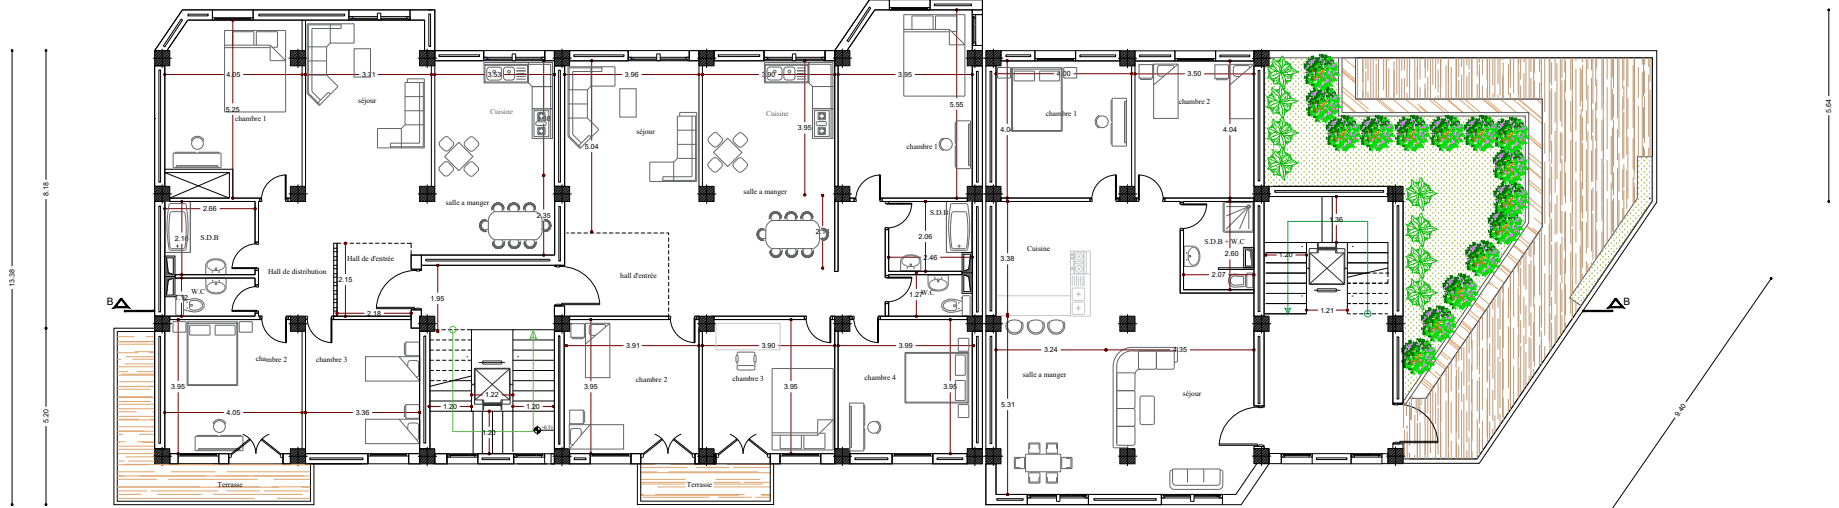 4.05
3.71
3.53
3.96
3.90
3.95
4.00
3.50
5.25
chambre 1
séjour
Cuisine
séjour
Cuisine
5.04
3.95
5.55
chambre 1
chambre 1
chambre 2
4.04
4.04
5.64
8.18
13.38
5.20
salle a manger
2.35
salle a manger
2.66
2.16
S.D.B
W.C
Hall de distribution
Hall de d'entrée
2.15
2.18
1.95
hall d'entrée
S.D.B
2.06
2.46
1.27
W.C
Cuisine
3.38
S.D.B + W.C
2.60
2.07
1.36
1.20
1.21
B
B
chambre 2
chambre 3
3.95
4.05
3.36
1.22
1.20
1.20
1.20
3.91
3.90
3.99
chambre 2
chambre 3
chambre 4
3.95
3.95
3.95
3.24
4.35
salle a manger
séjour
5.31
9.40
Terrasse
Terrasse